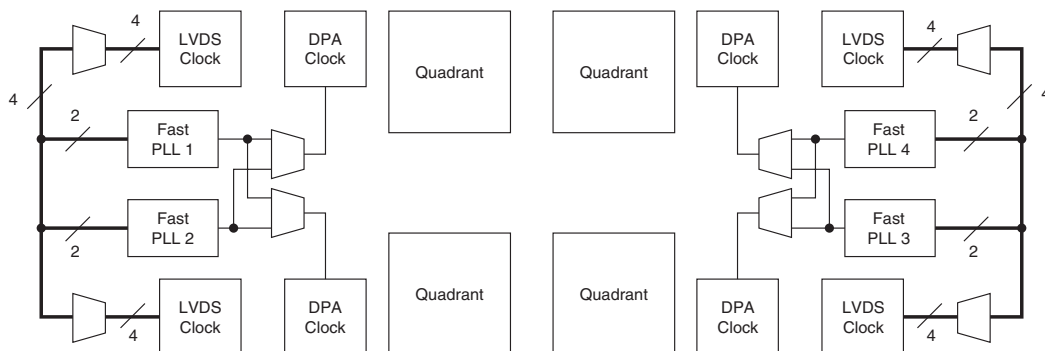 4
LVDS
Clock
DPA
Clock
Quadrant
Quadrant
DPA
Clock
LVDS
Clock
4
4
4
2
Fast
PLL 1
Fast
PLL 4
2
2
Fast
PLL 2
Fast
PLL 3
2
4
LVDS
Clock
DPA
Clock
Quadrant
Quadrant
DPA
Clock
LVDS
Clock
4